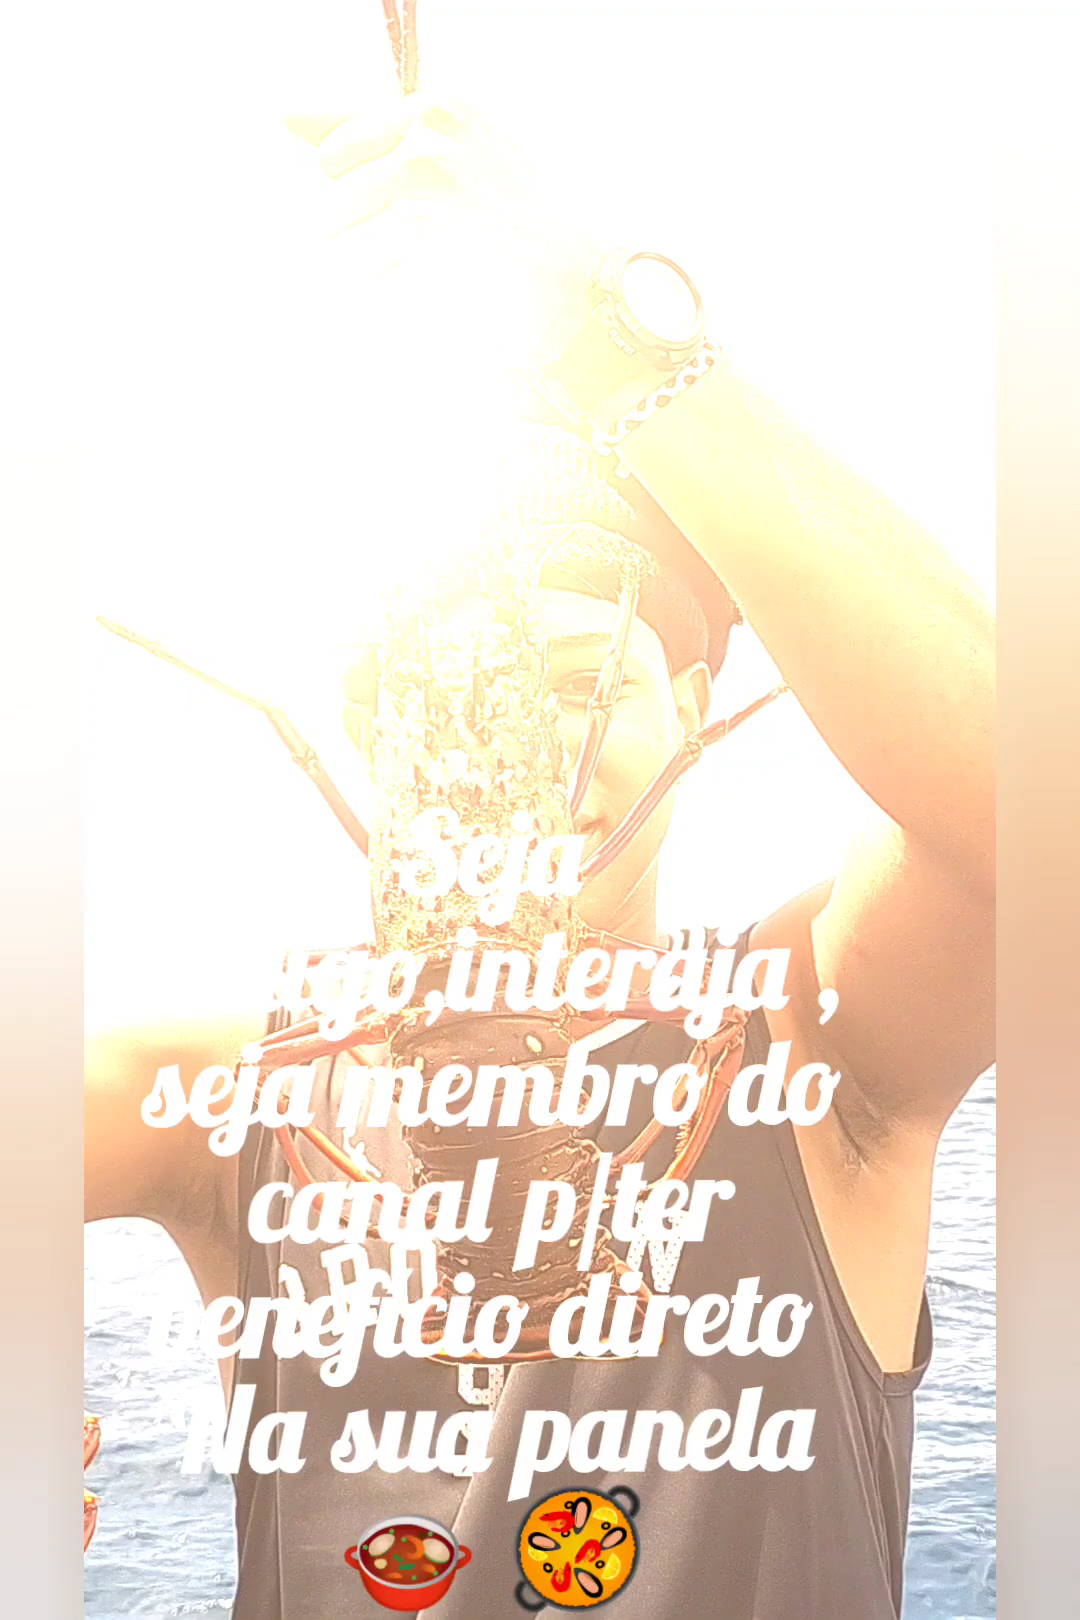 Seja
,interaja ,
seja membro do
canal p/ter
beneficio direto
Na sua panela